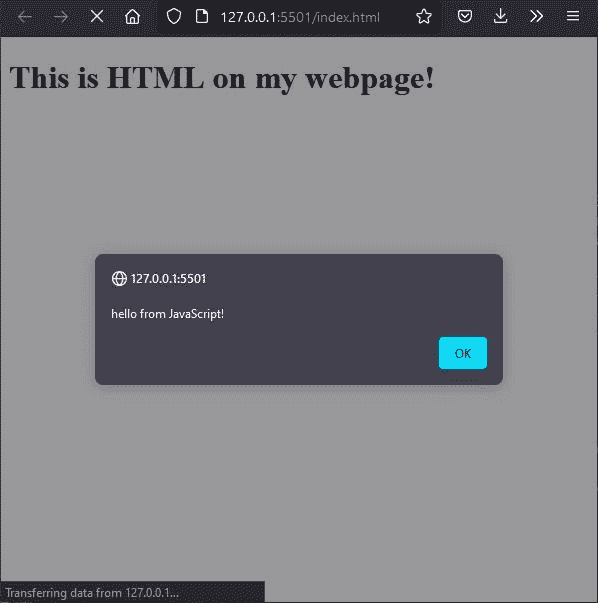 127.0.0.1:5501/index.html
This is HTML on my webpage!
127.0.0.1:5501
hello from JavaScript!
OK
Transferring data from 127.0.0.1...